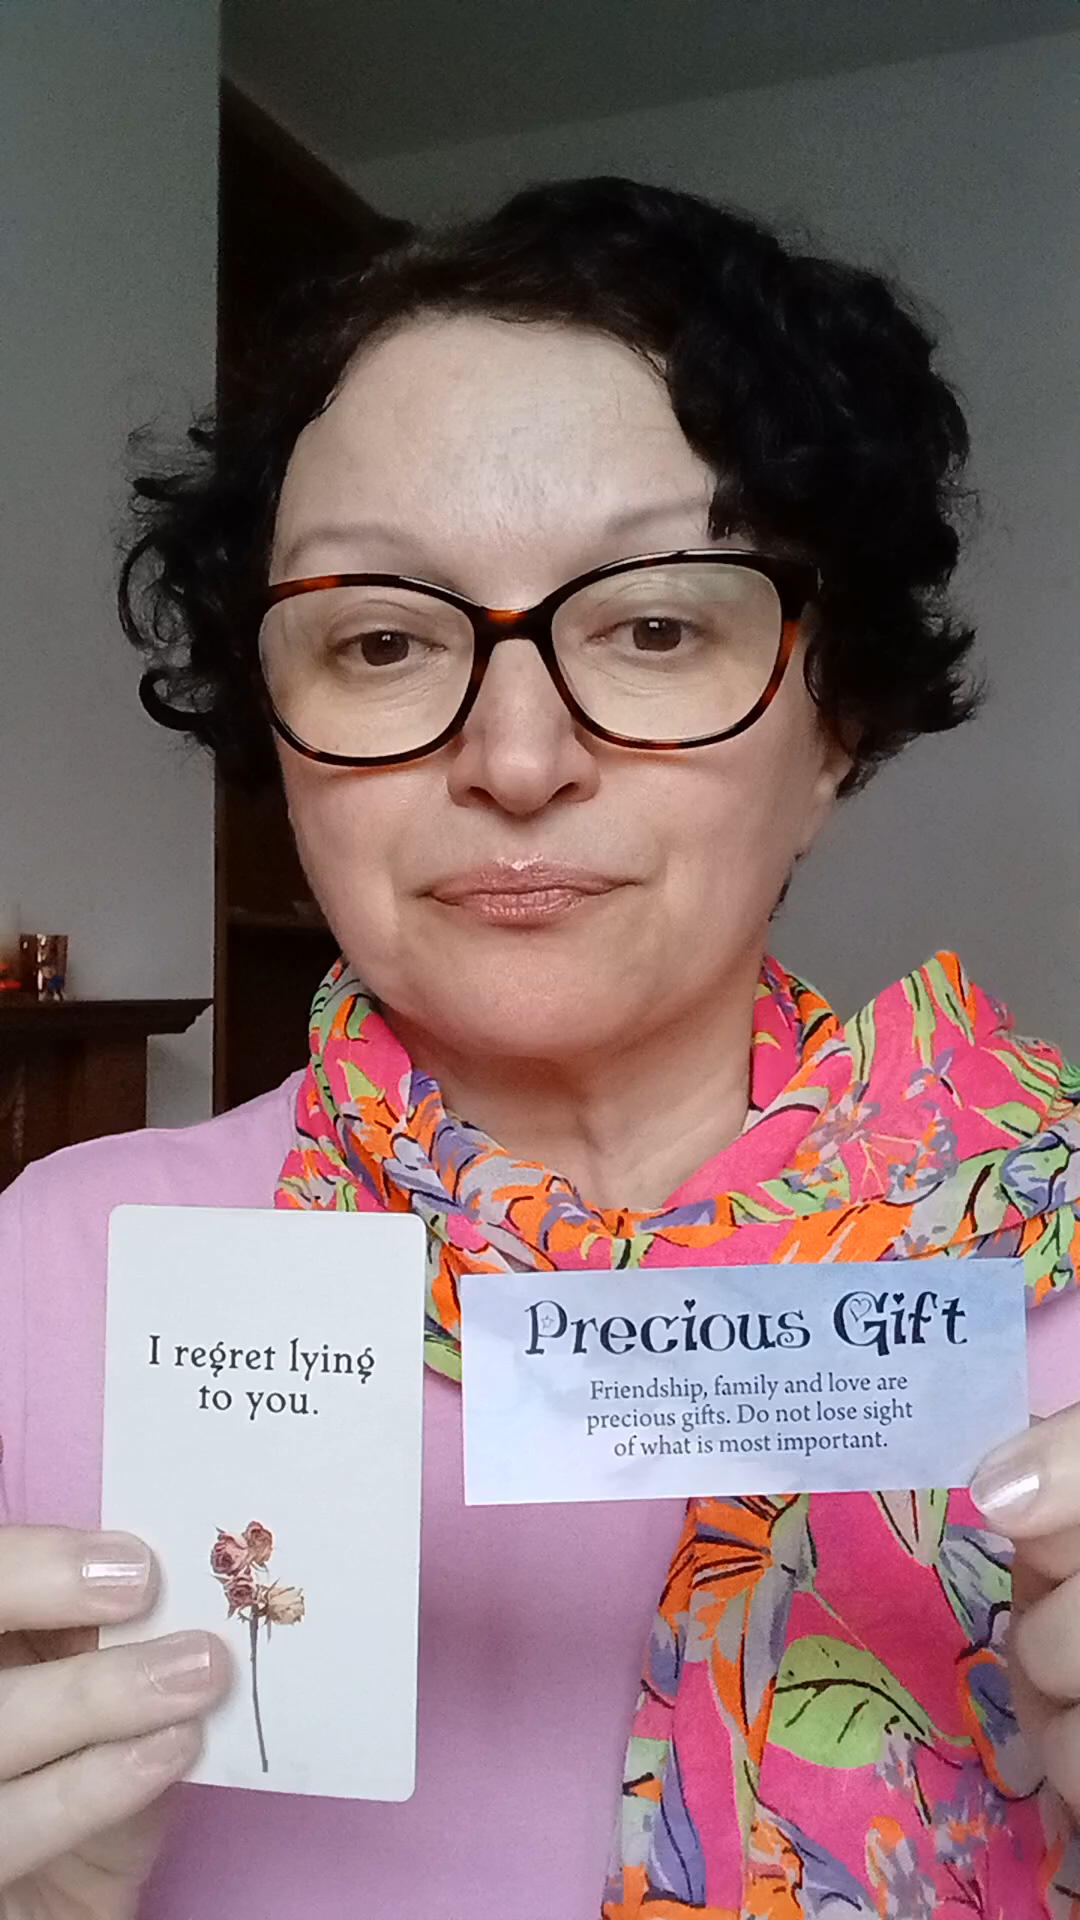 I regret lying
to you.
Precious Gift
Friendship, family and love are
precious gifts. Do not lose sight
of what is most important.